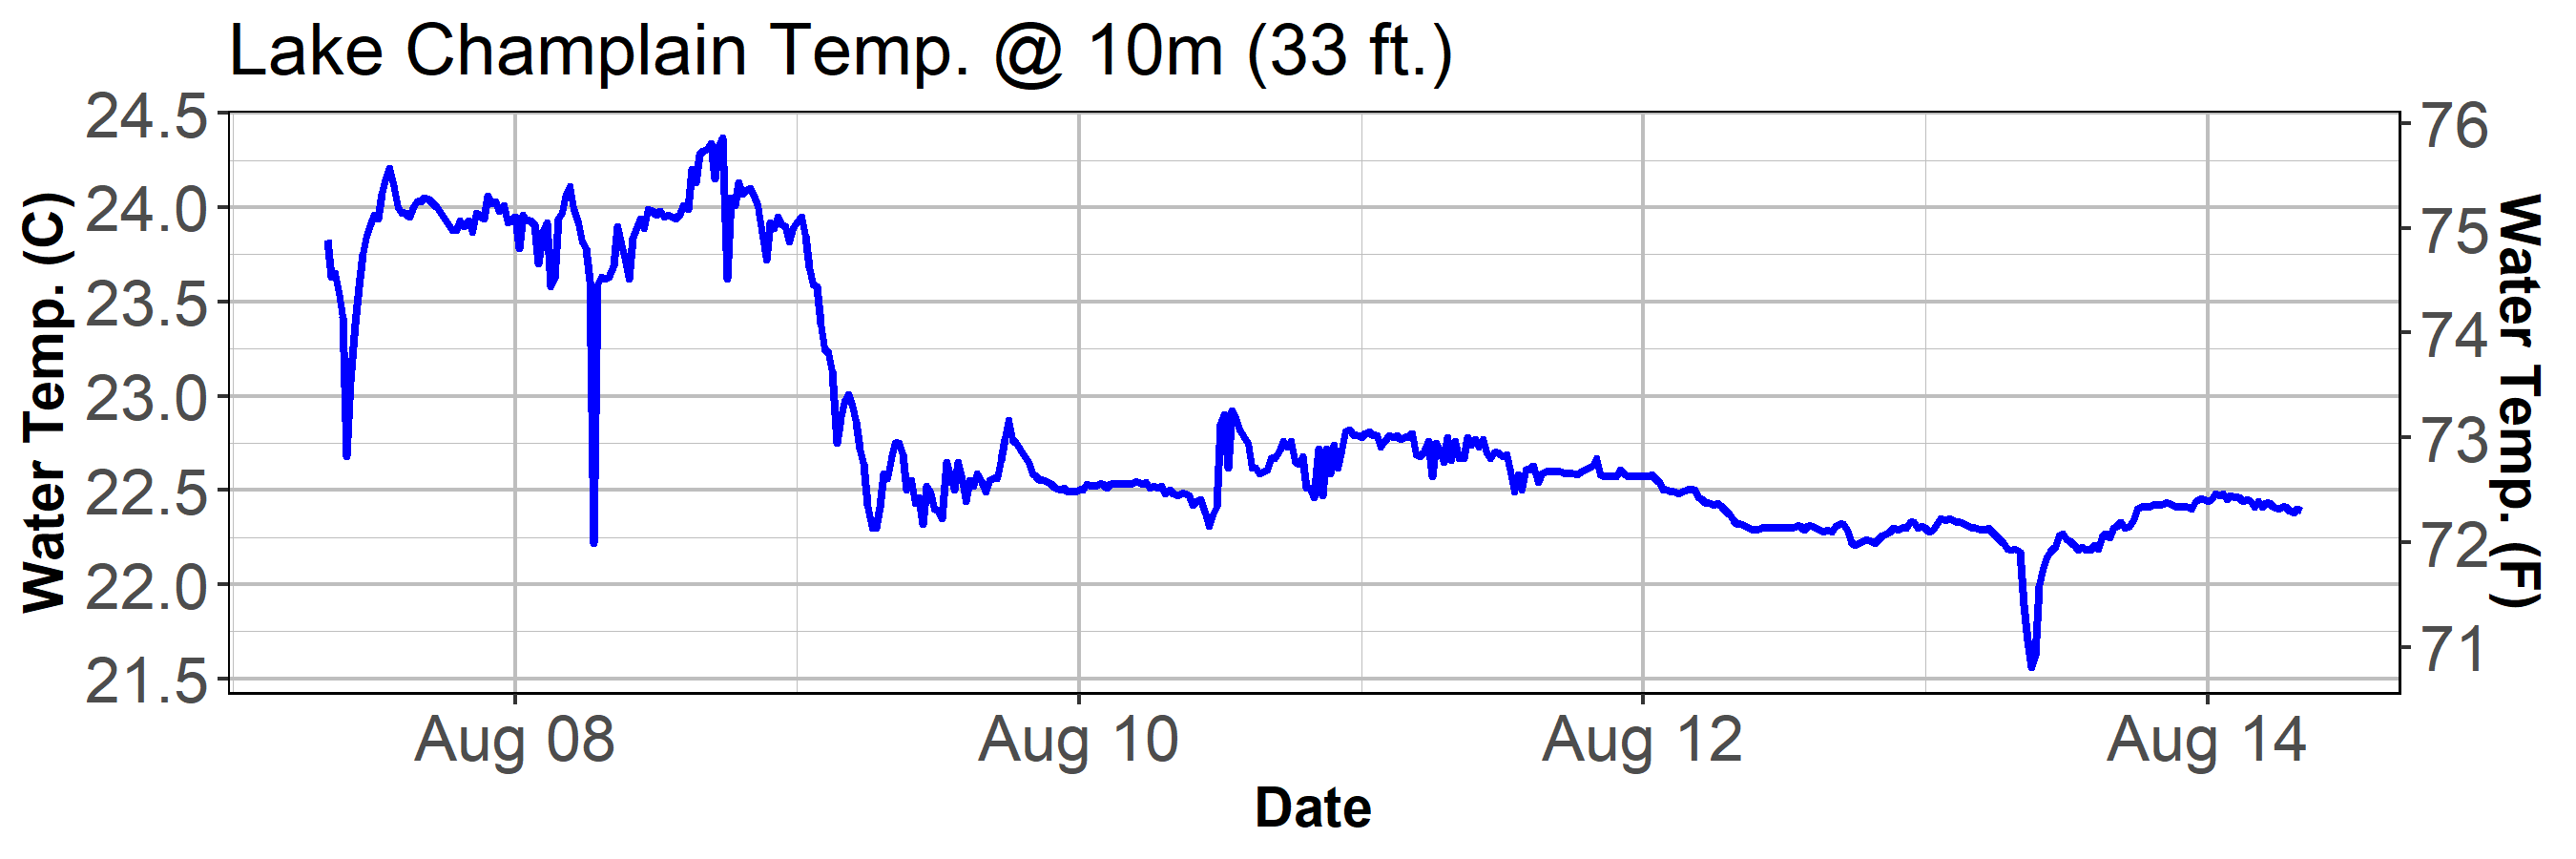 Lake Champlain Temp. @ 10m (33 ft.)
Water Temp. (C)
24.5
24.0
23.5
23.0
22.5
22.0
21.5
76
75
74
73
72
71
Water Temp. (F)
Aug 08 Aug 10 Aug 12 Aug 14
Date